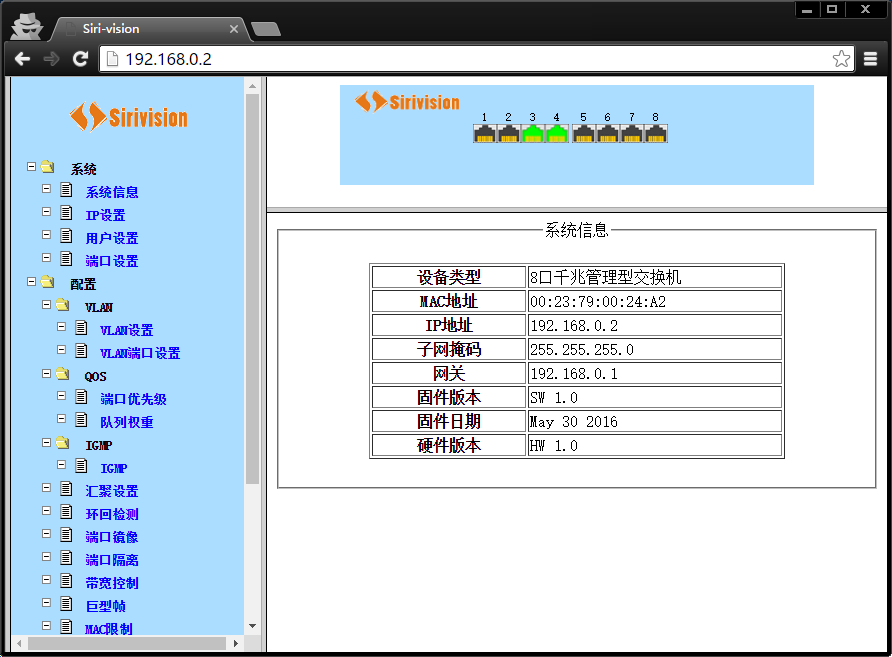 Siri-vision
192.168.0.2
Sirivision
系统
系统信息
IP设置
用户设置
端口设置
配置
VLAN
VLAN设置
VLAN端口设置
QOS
端口优先级
队列权重
IGMP
IGMP
汇聚设置
环回检测
端口镜像
端口隔离
带宽控制
巨型帧
MAC限制
Sirivision
1 2 3 4 5 6 7 8
系统信息
设备类型 8口千兆管理型交换机
MAC地址 00:23:79:00:24:A2
IP地址 192.168.0.2
子网掩码 255.255.255.0
网关 192.168.0.1
固件版本 SW 1.0
固件日期 May 30 2016
硬件版本 HW 1.0